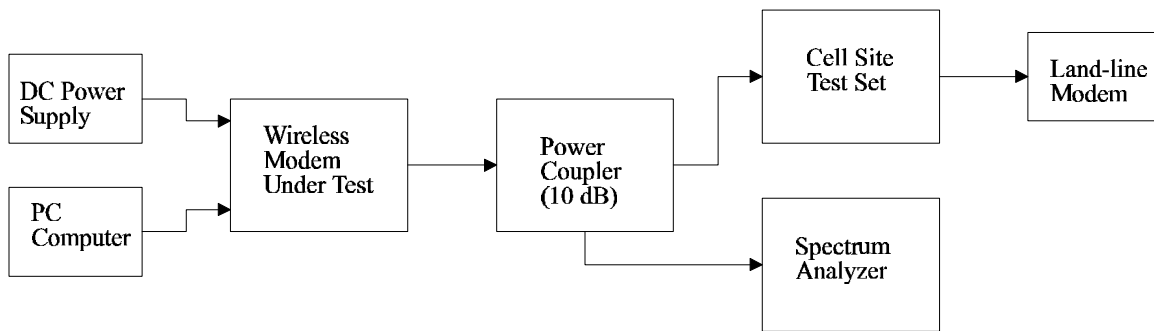 DC Power
Supply
PC
Computer
Wireless
Modem
Under Test
Power
Coupler
(10 dB)
Cell Site
Test Set
Spectrum
Analyzer
Land-line
Modem